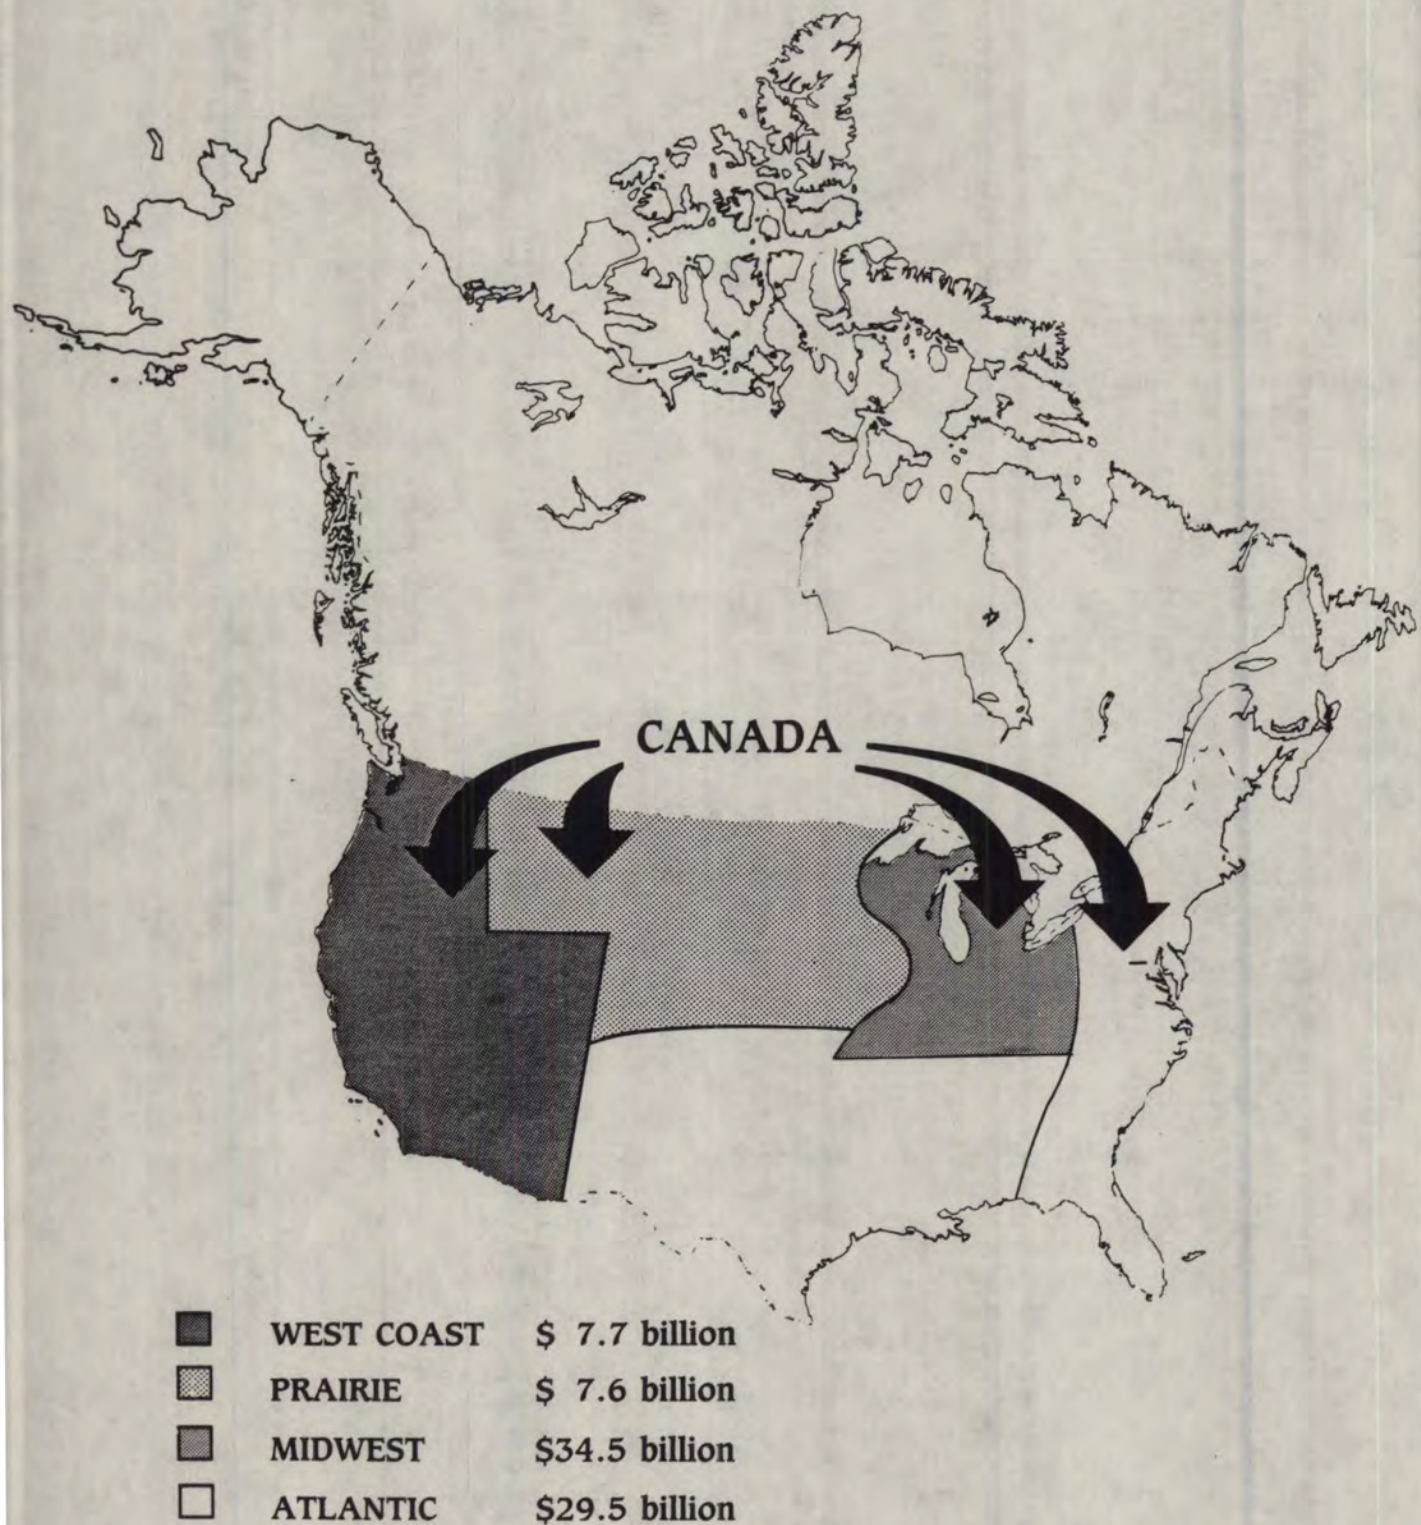 CANADA
WEST COAST $ 7.7 billion
PRAIRIE $ 7.6 billion
MIDWEST $34.5 billion
ATLANTIC $29.5 billion